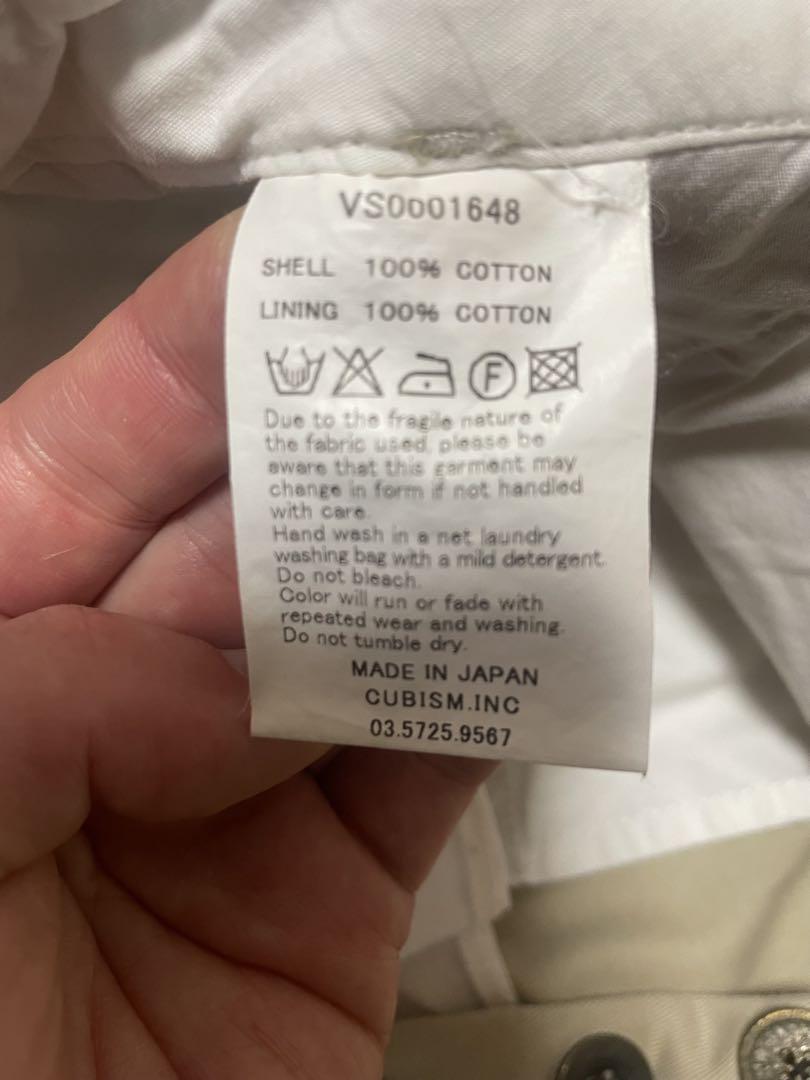 VS0001648
SHELL 100% COTTON
LINING 100% COTTON
F
Due to the fragile nature of
the fabric used, please be
aware that this garment may
change in form if not handled
with care.
Hand wash in a net laundry
washing bag with a mild detergent.
Do not bleach.
Color will run or fade with
repeated wear and washing.
Do not tumble dry.
MADE IN JAPAN
CUBISM.INC
03.5725.9567